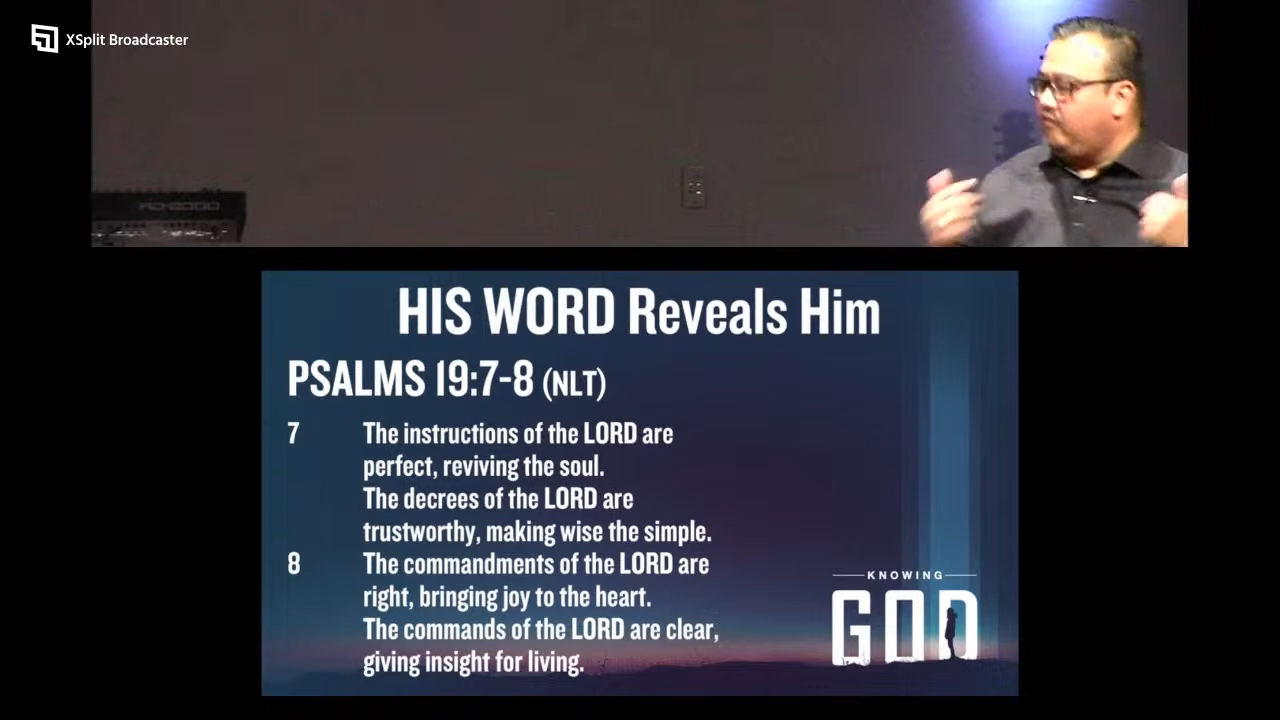 XSplit Broadcaster
HIS WORD Reveals Him
PSALMS 19:7-8 (NLT)
7 The instructions of the LORD are
perfect, reviving the soul.
The decrees of the LORD are
trustworthy, making wise the simple.
8 The commandments of the LORD are
right, bringing joy to the heart.
The commands of the LORD are clear,
giving insight for living.
KNOWING
GOD